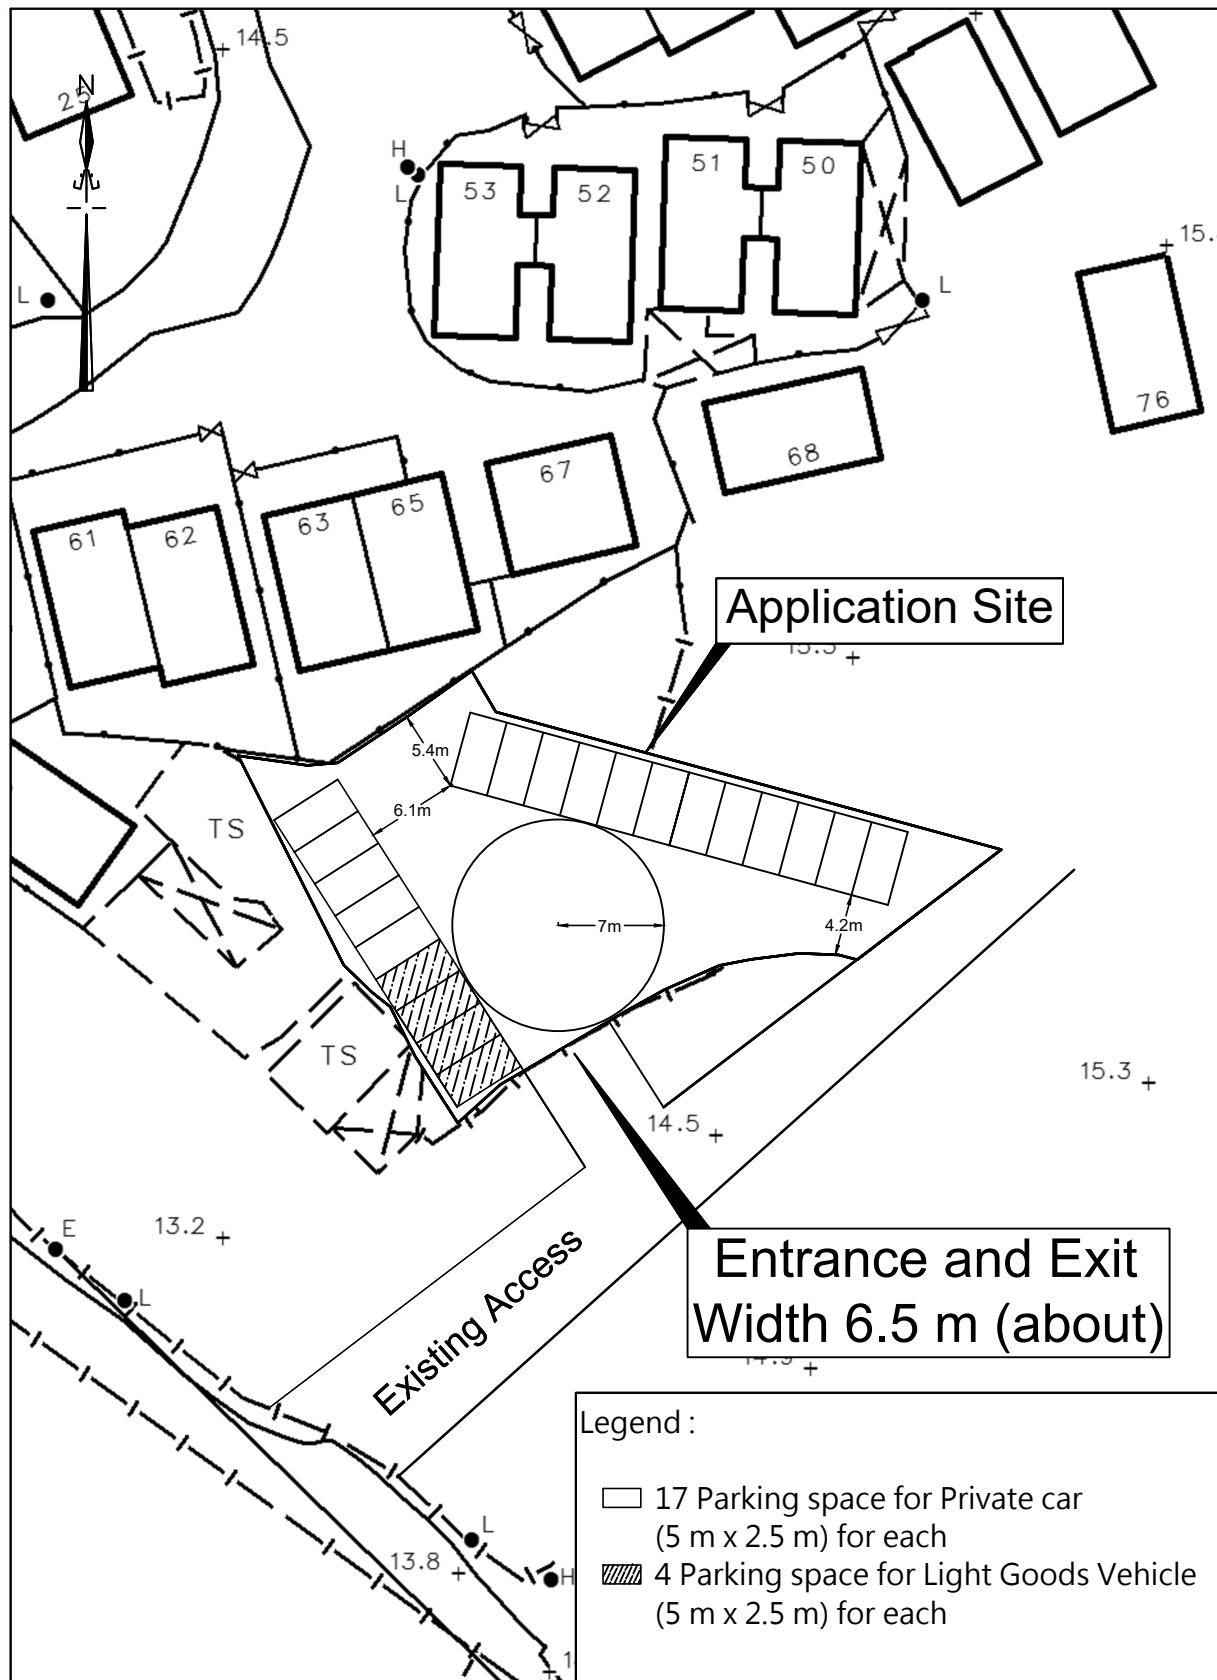 14.5
25
N
H
L
53
52
51
50
15.
L
L
76
68
67
65
63
62
61
Application Site
5.4m
6.1m
TS
7m
4.2m
TS
15.3
14.5
13.2
E
L
Entrance and Exit
Width 6.5 m (about)
Existing Access
Legend :
17 Parking space for Private car
(5 m x 2.5 m) for each
4 Parking space for Light Goods Vehicle
(5 m x 2.5 m) for each
L
13.8
H